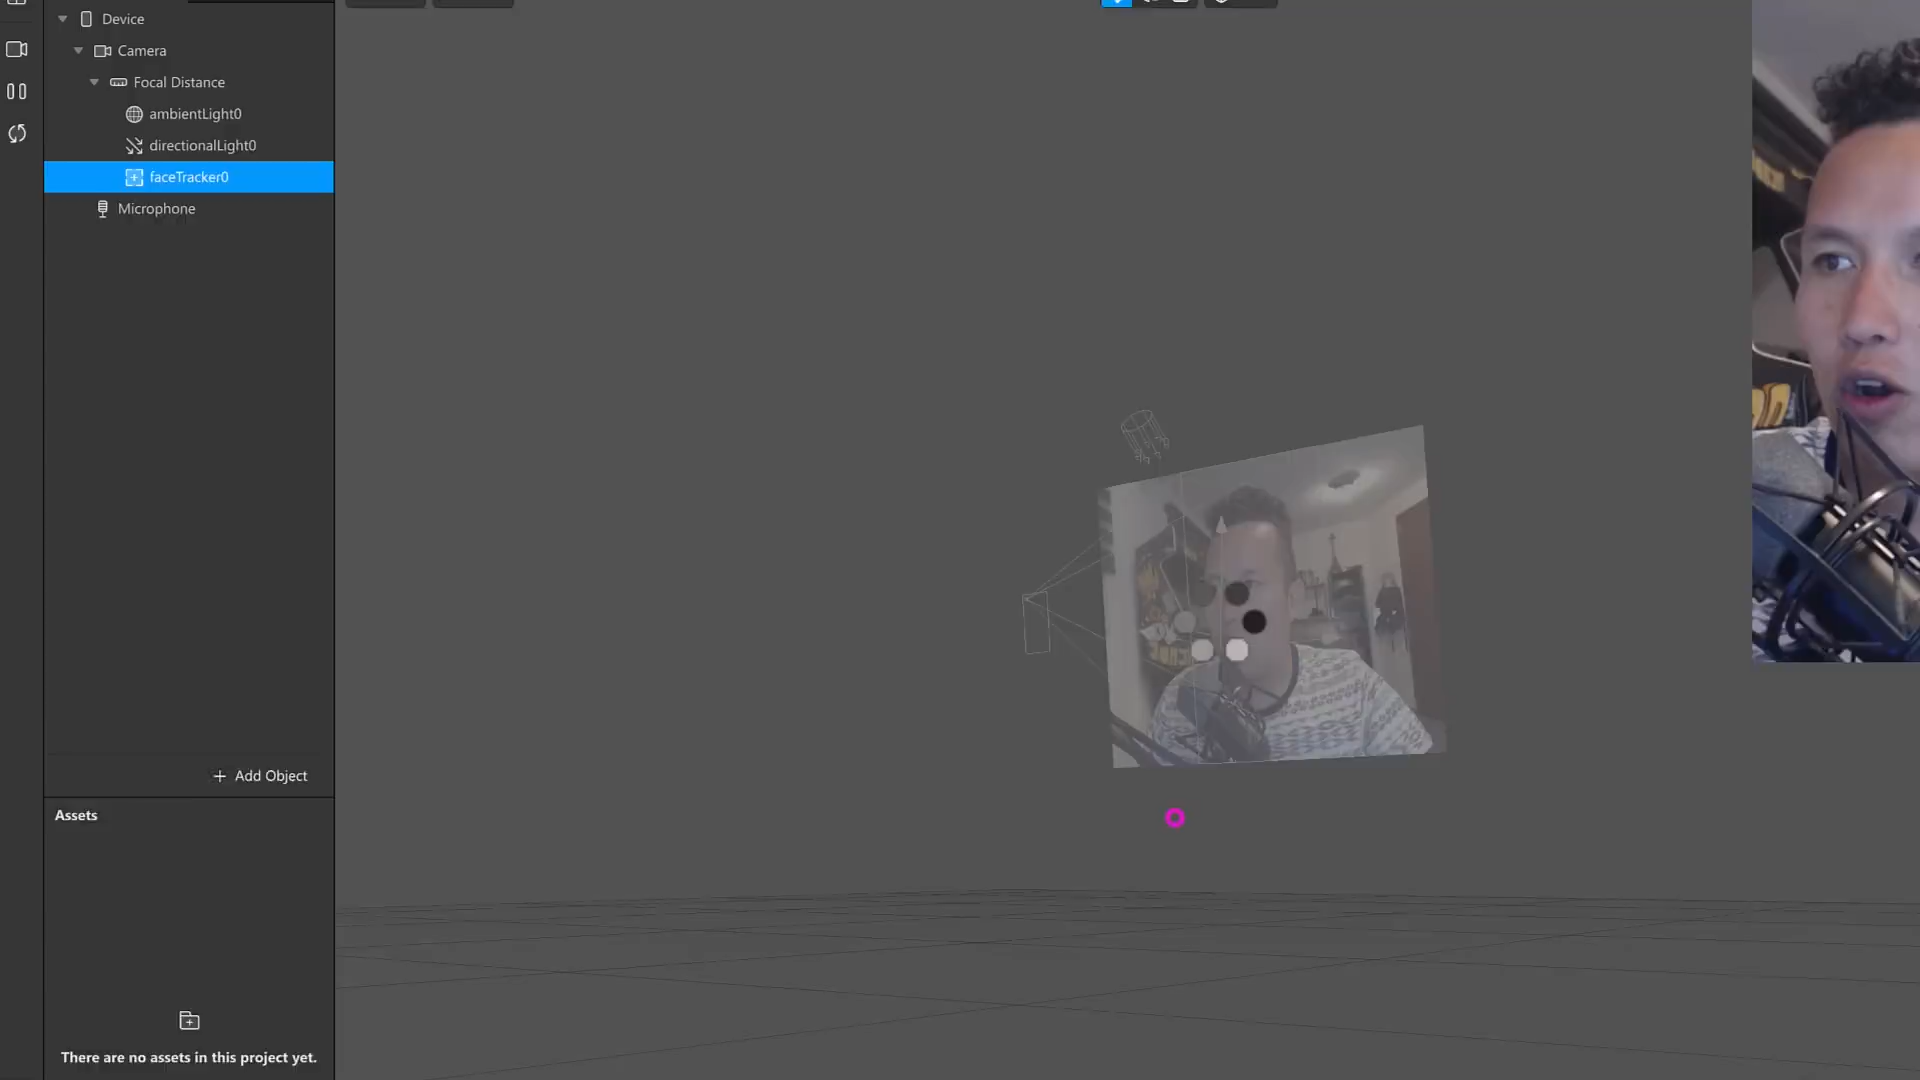 Device
Camera
Focal Distance
ambientLight0
directionalLight0
faceTracker0
Microphone
Add Object
Assets
There are no assets in this project yet.